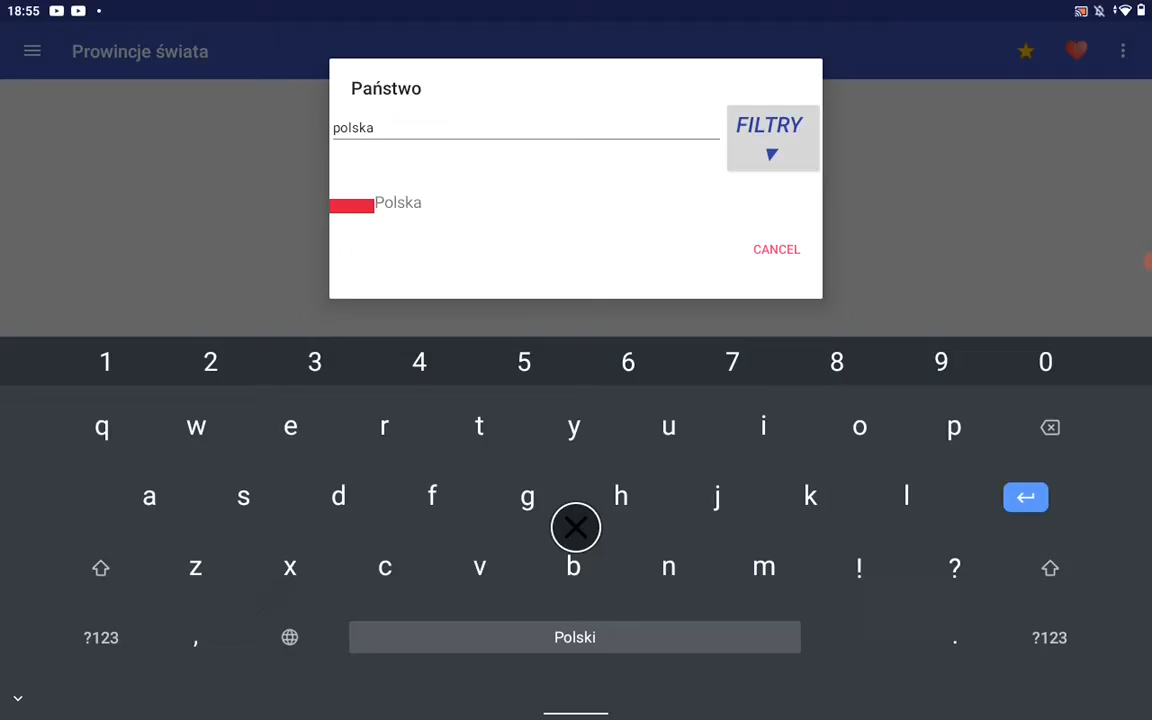 18:55
Prowincje świata
Państwo
polska
FILTRY
Polska
CANCEL
1 2 3 4 5 6 7 8 9 0
q w e r t y u i o p
a s d f g h j k l
z x c v b n m ! ?
?123 , Polski . ?123